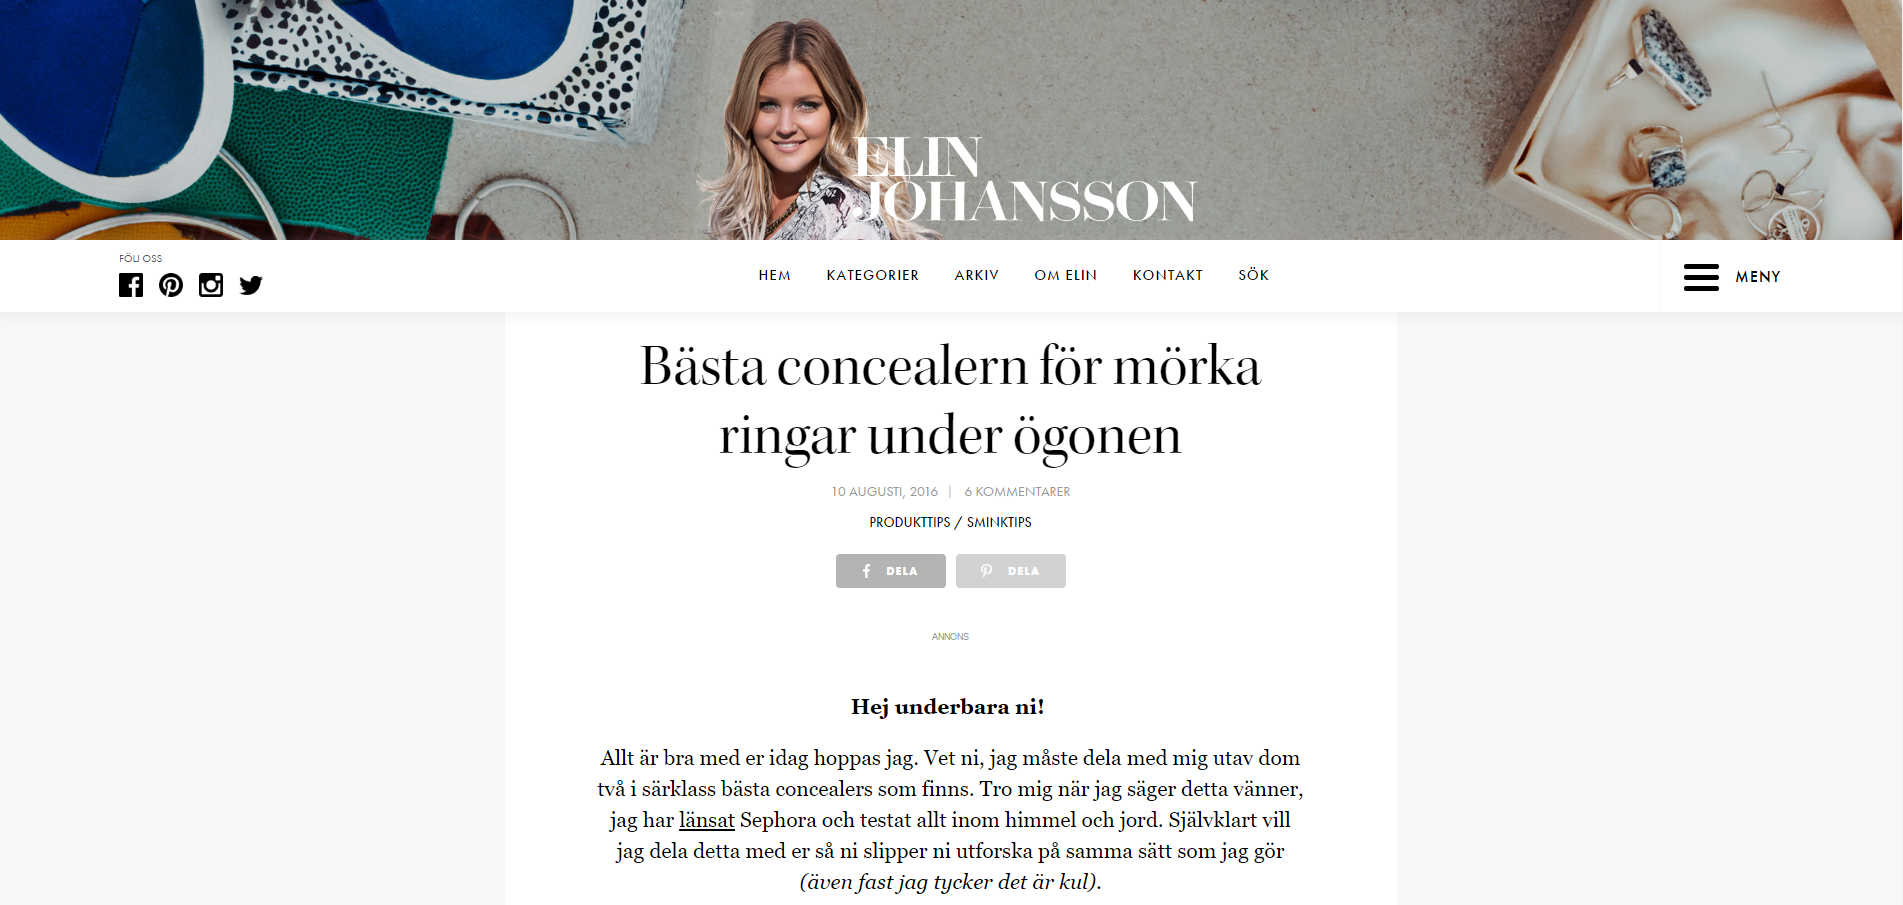 ELIN
JOHANSSON
FÖLJ OSS
HEM KATEGORIER ARKIV OM ELIN KONTAKT SÖK
MENY
Bästa concealern för mörka
ringar under ögonen
10 AUGUSTI, 2016 | 6 KOMMENTARER
PRODUKTTIPS / SMINKTIPS
DELA DELA
ANNONS
Hej underbara ni!
Allt är bra med er idag hoppas jag. Vet ni, jag måste dela med mig utav dom
två i särklass bästa concealers som finns. Tro mig när jag säger detta vänner,
jag har länsat Sephora och testat allt inom himmel och jord. Självklart vill
jag dela detta med er så ni slipper ni utforska på samma sätt som jag gör
(även fast jag tycker det är kul).